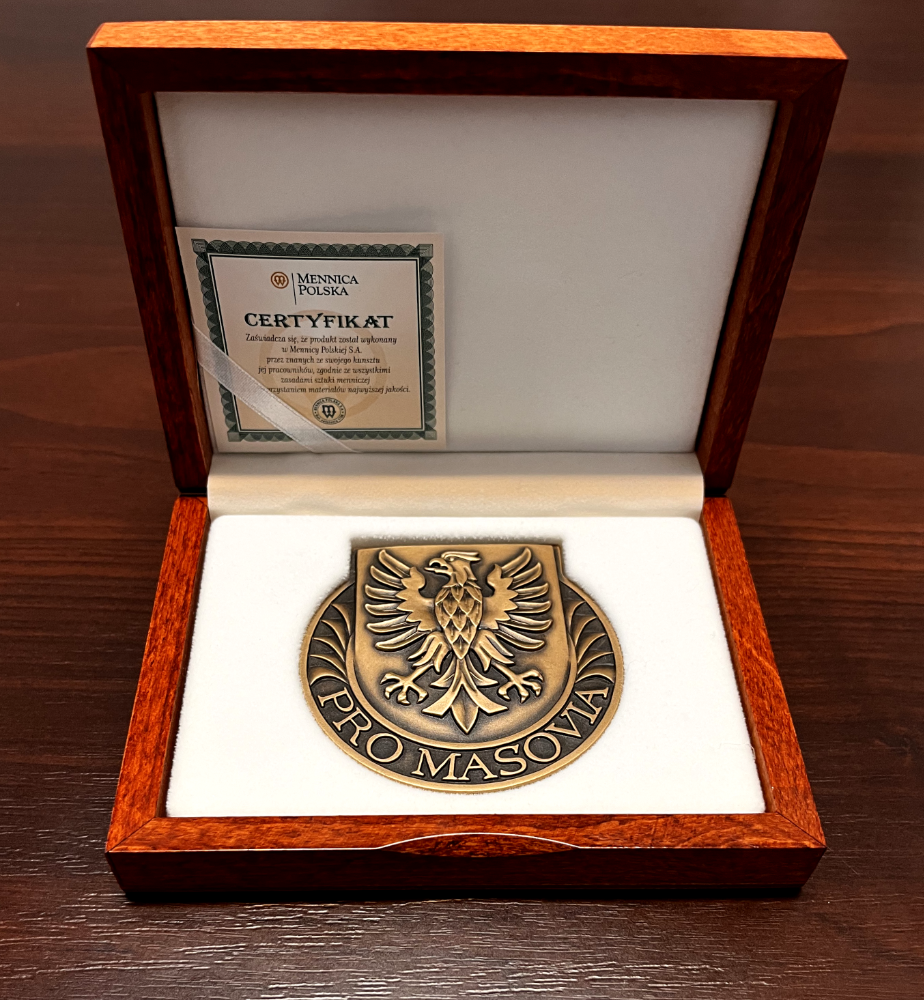 MENNICA
POLSKA
CERTYFIKAT
Zaświadcza się, że produkt został wykonany
w Mennicy Polskiej S.A.
przez znanych ze swojego kunsztu
jej pracowników, zgodnie ze wszystkimi
zasadami sztuki menniczej
materiałów najwyższej jakości.
PRO MASOVIA